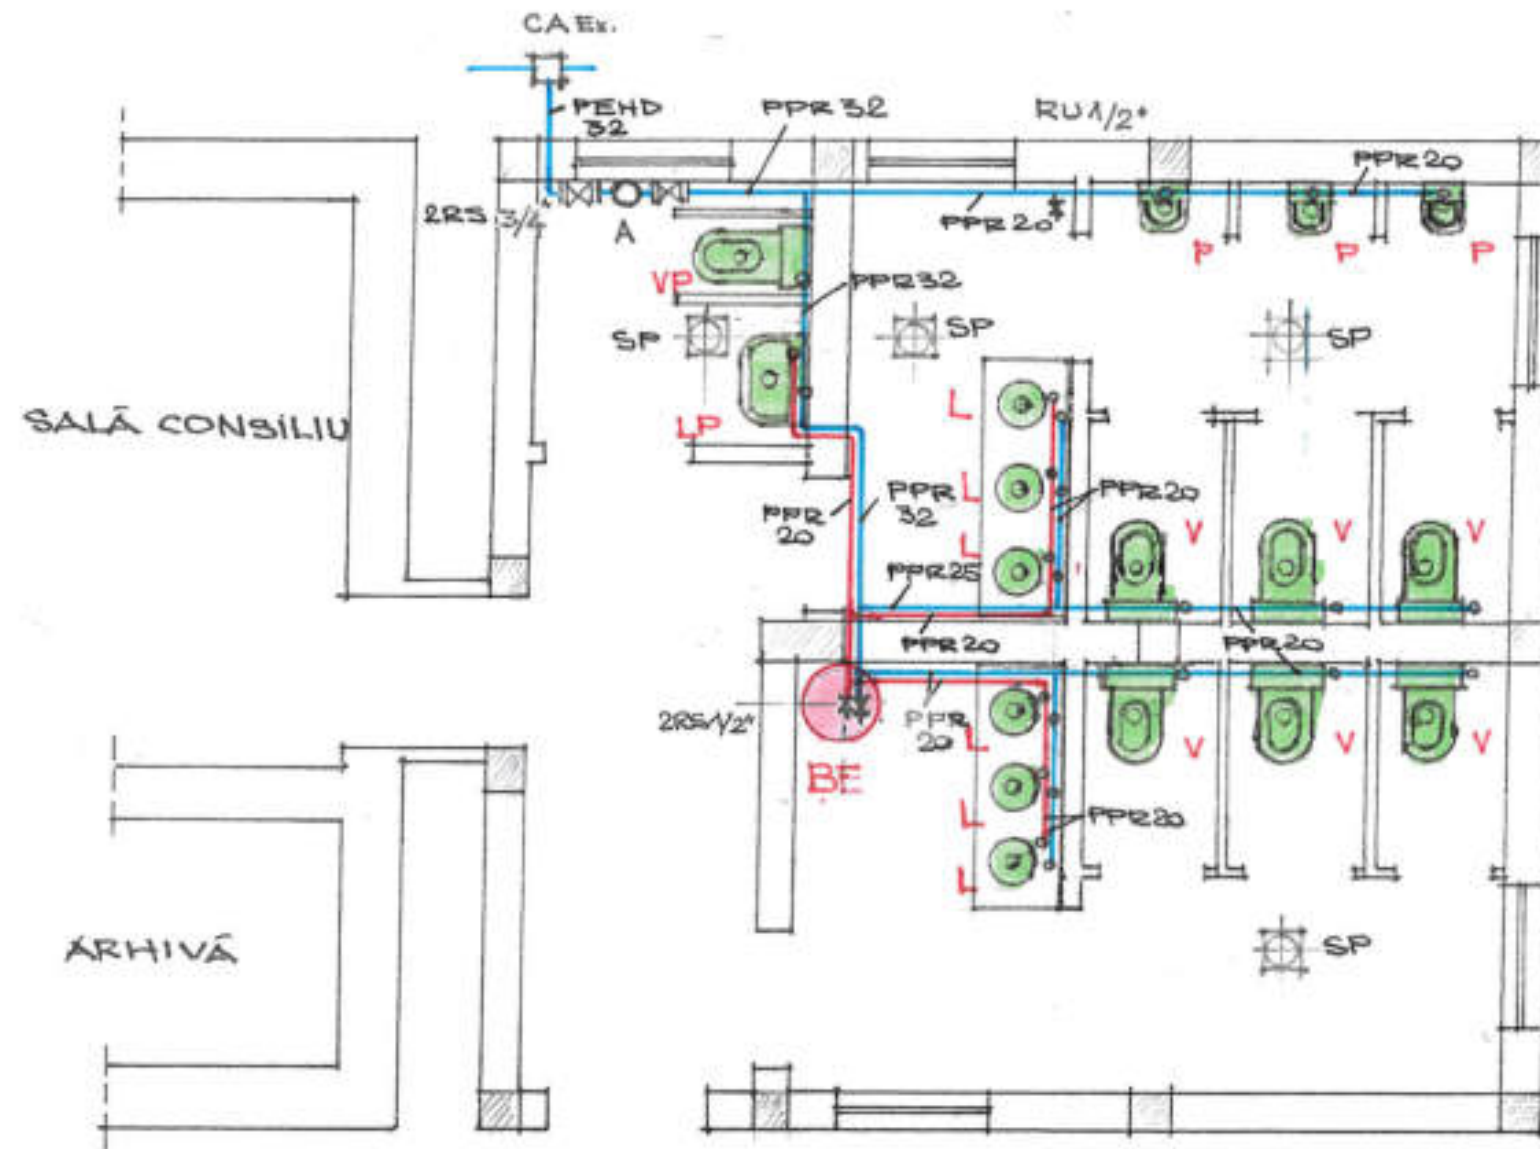 CA Ex.
PEHD
32
PPR 32
RU 1/2"
PPR 20
2RS 3/4"
A
PPR 20
P
P
P
VP
PPR 32
SP
SP
SP
L
LP
SALĂ CONSILIU
L
PPR
20
PPR
32
PPR 20
V
V
V
L
PPR 25
PPR 20
PPR 20
2RS 1/2"
PPR
20
L
V
V
V
BE
L
PPR 20
L
ARHIVĂ
SP